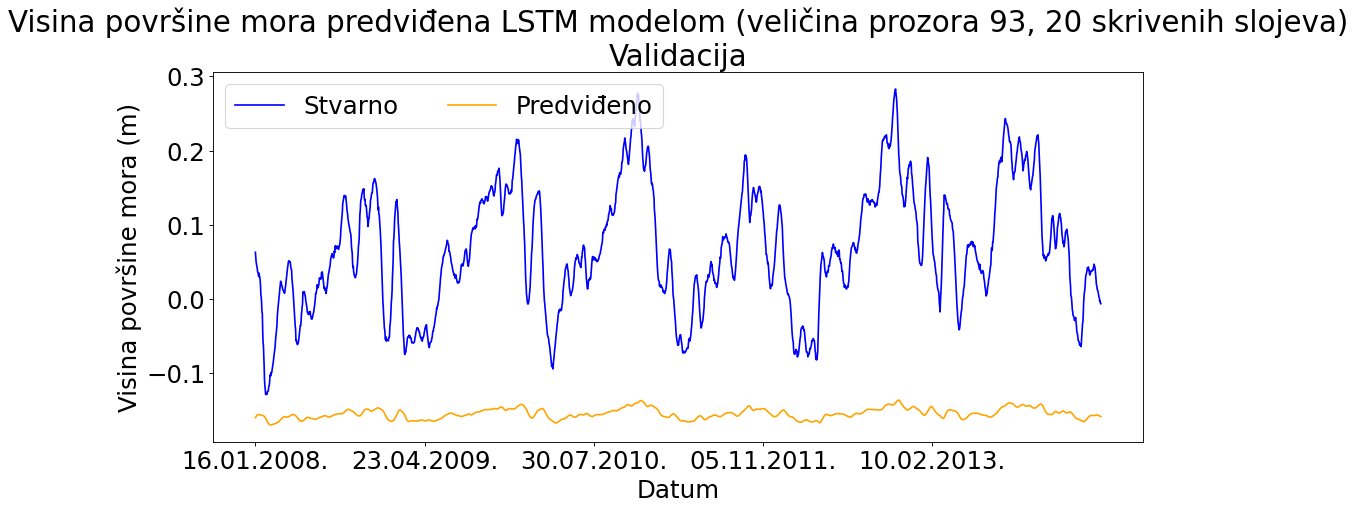 Visina površine mora predviđena LSTM modelom (veličina prozora 93, 20 skrivenih slojeva)
Validacija
Stvarno Predviđeno
Visina površine mora (m)
0.3
0.2
0.1
0.0
−0.1
16.01.2008. 23.04.2009. 30.07.2010. 05.11.2011. 10.02.2013.
Datum